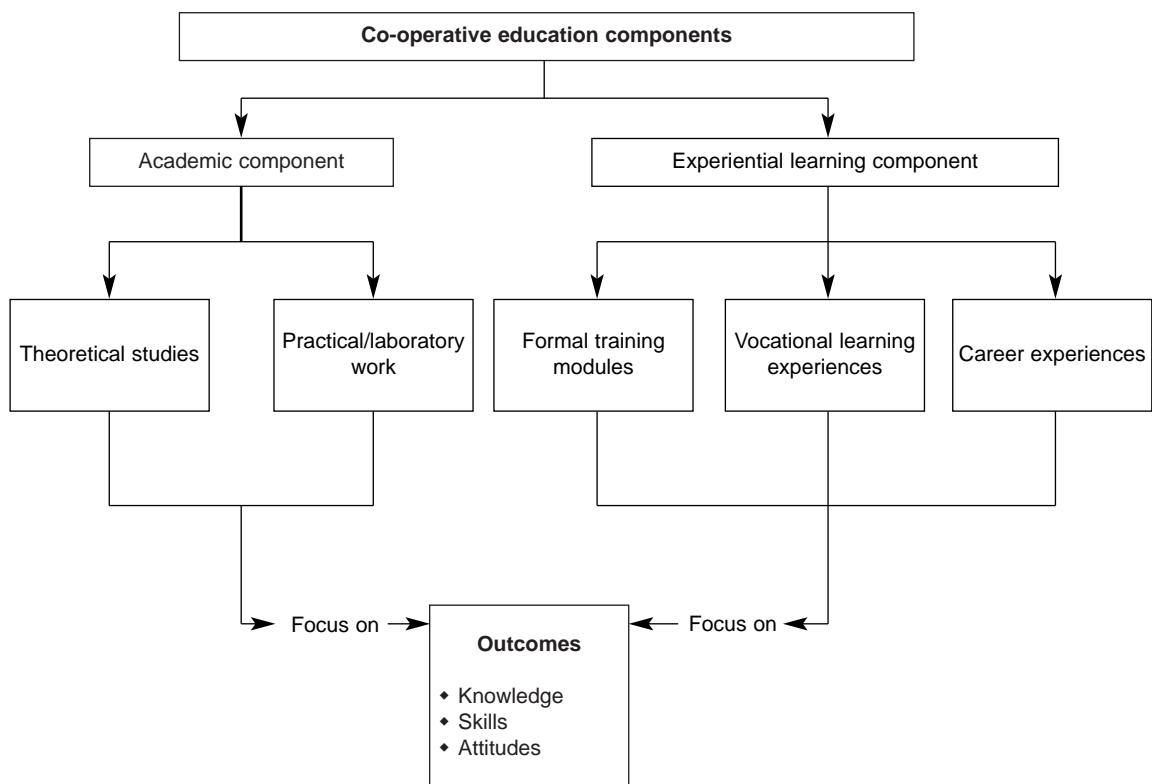 Co-operative education components
Academic component
Experiential learning component
Theoretical studies
Practical/laboratory
work
Formal training
modules
Vocational learning
experiences
Career experiences
Focus on
Focus on
Outcomes
◆ Knowledge
◆ Skills
◆ Attitudes